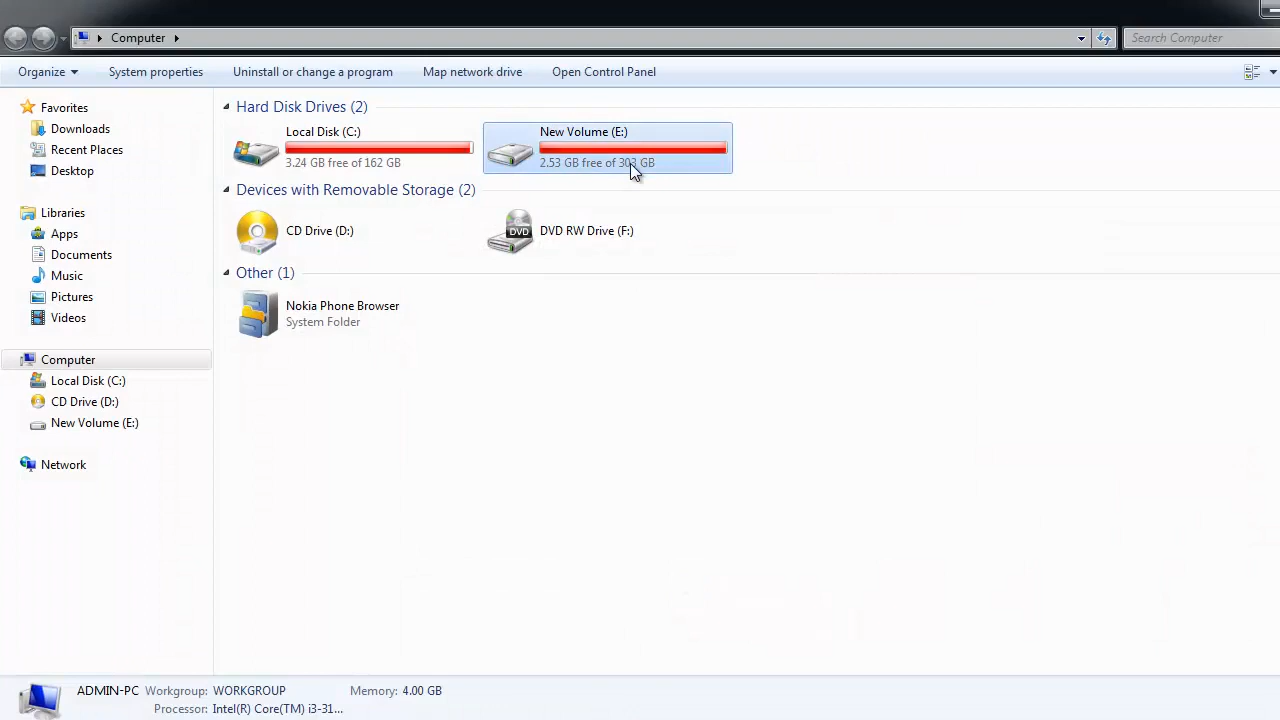 Computer
Search Computer
Organize
System properties
Uninstall or change a program
Map network drive
Open Control Panel
Favorites
Downloads
Recent Places
Desktop
Libraries
Apps
Documents
Music
Pictures
Videos
Computer
Local Disk (C:)
CD Drive (D:)
New Volume (E:)
Network
Hard Disk Drives (2)
Local Disk (C:)
3.24 GB free of 162 GB
New Volume (E:)
2.53 GB free of 303 GB
Devices with Removable Storage (2)
CD Drive (D:)
DVD
DVD RW Drive (F:)
Other (1)
Nokia Phone Browser
System Folder
ADMIN-PC
Workgroup: WORKGROUP
Memory: 4.00 GB
Processor: Intel(R) Core(TM) i3-31...